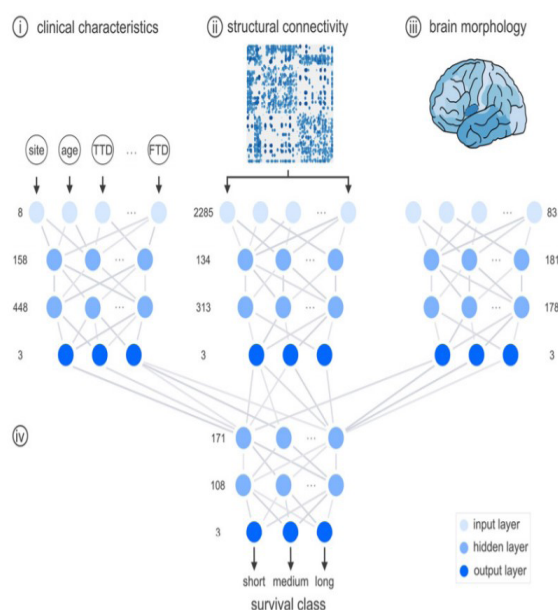 i clinical characteristics
ii structural connectivity
iii brain morphology
site age TTD ... FTD
8 ... 2285 ... ... 83
158 ... 134 ... ... 181
448 ... 313 ... ... 178
3 3 3
iv
171 ...
108 ...
3
input layer
hidden layer
output layer
short medium long
survival class